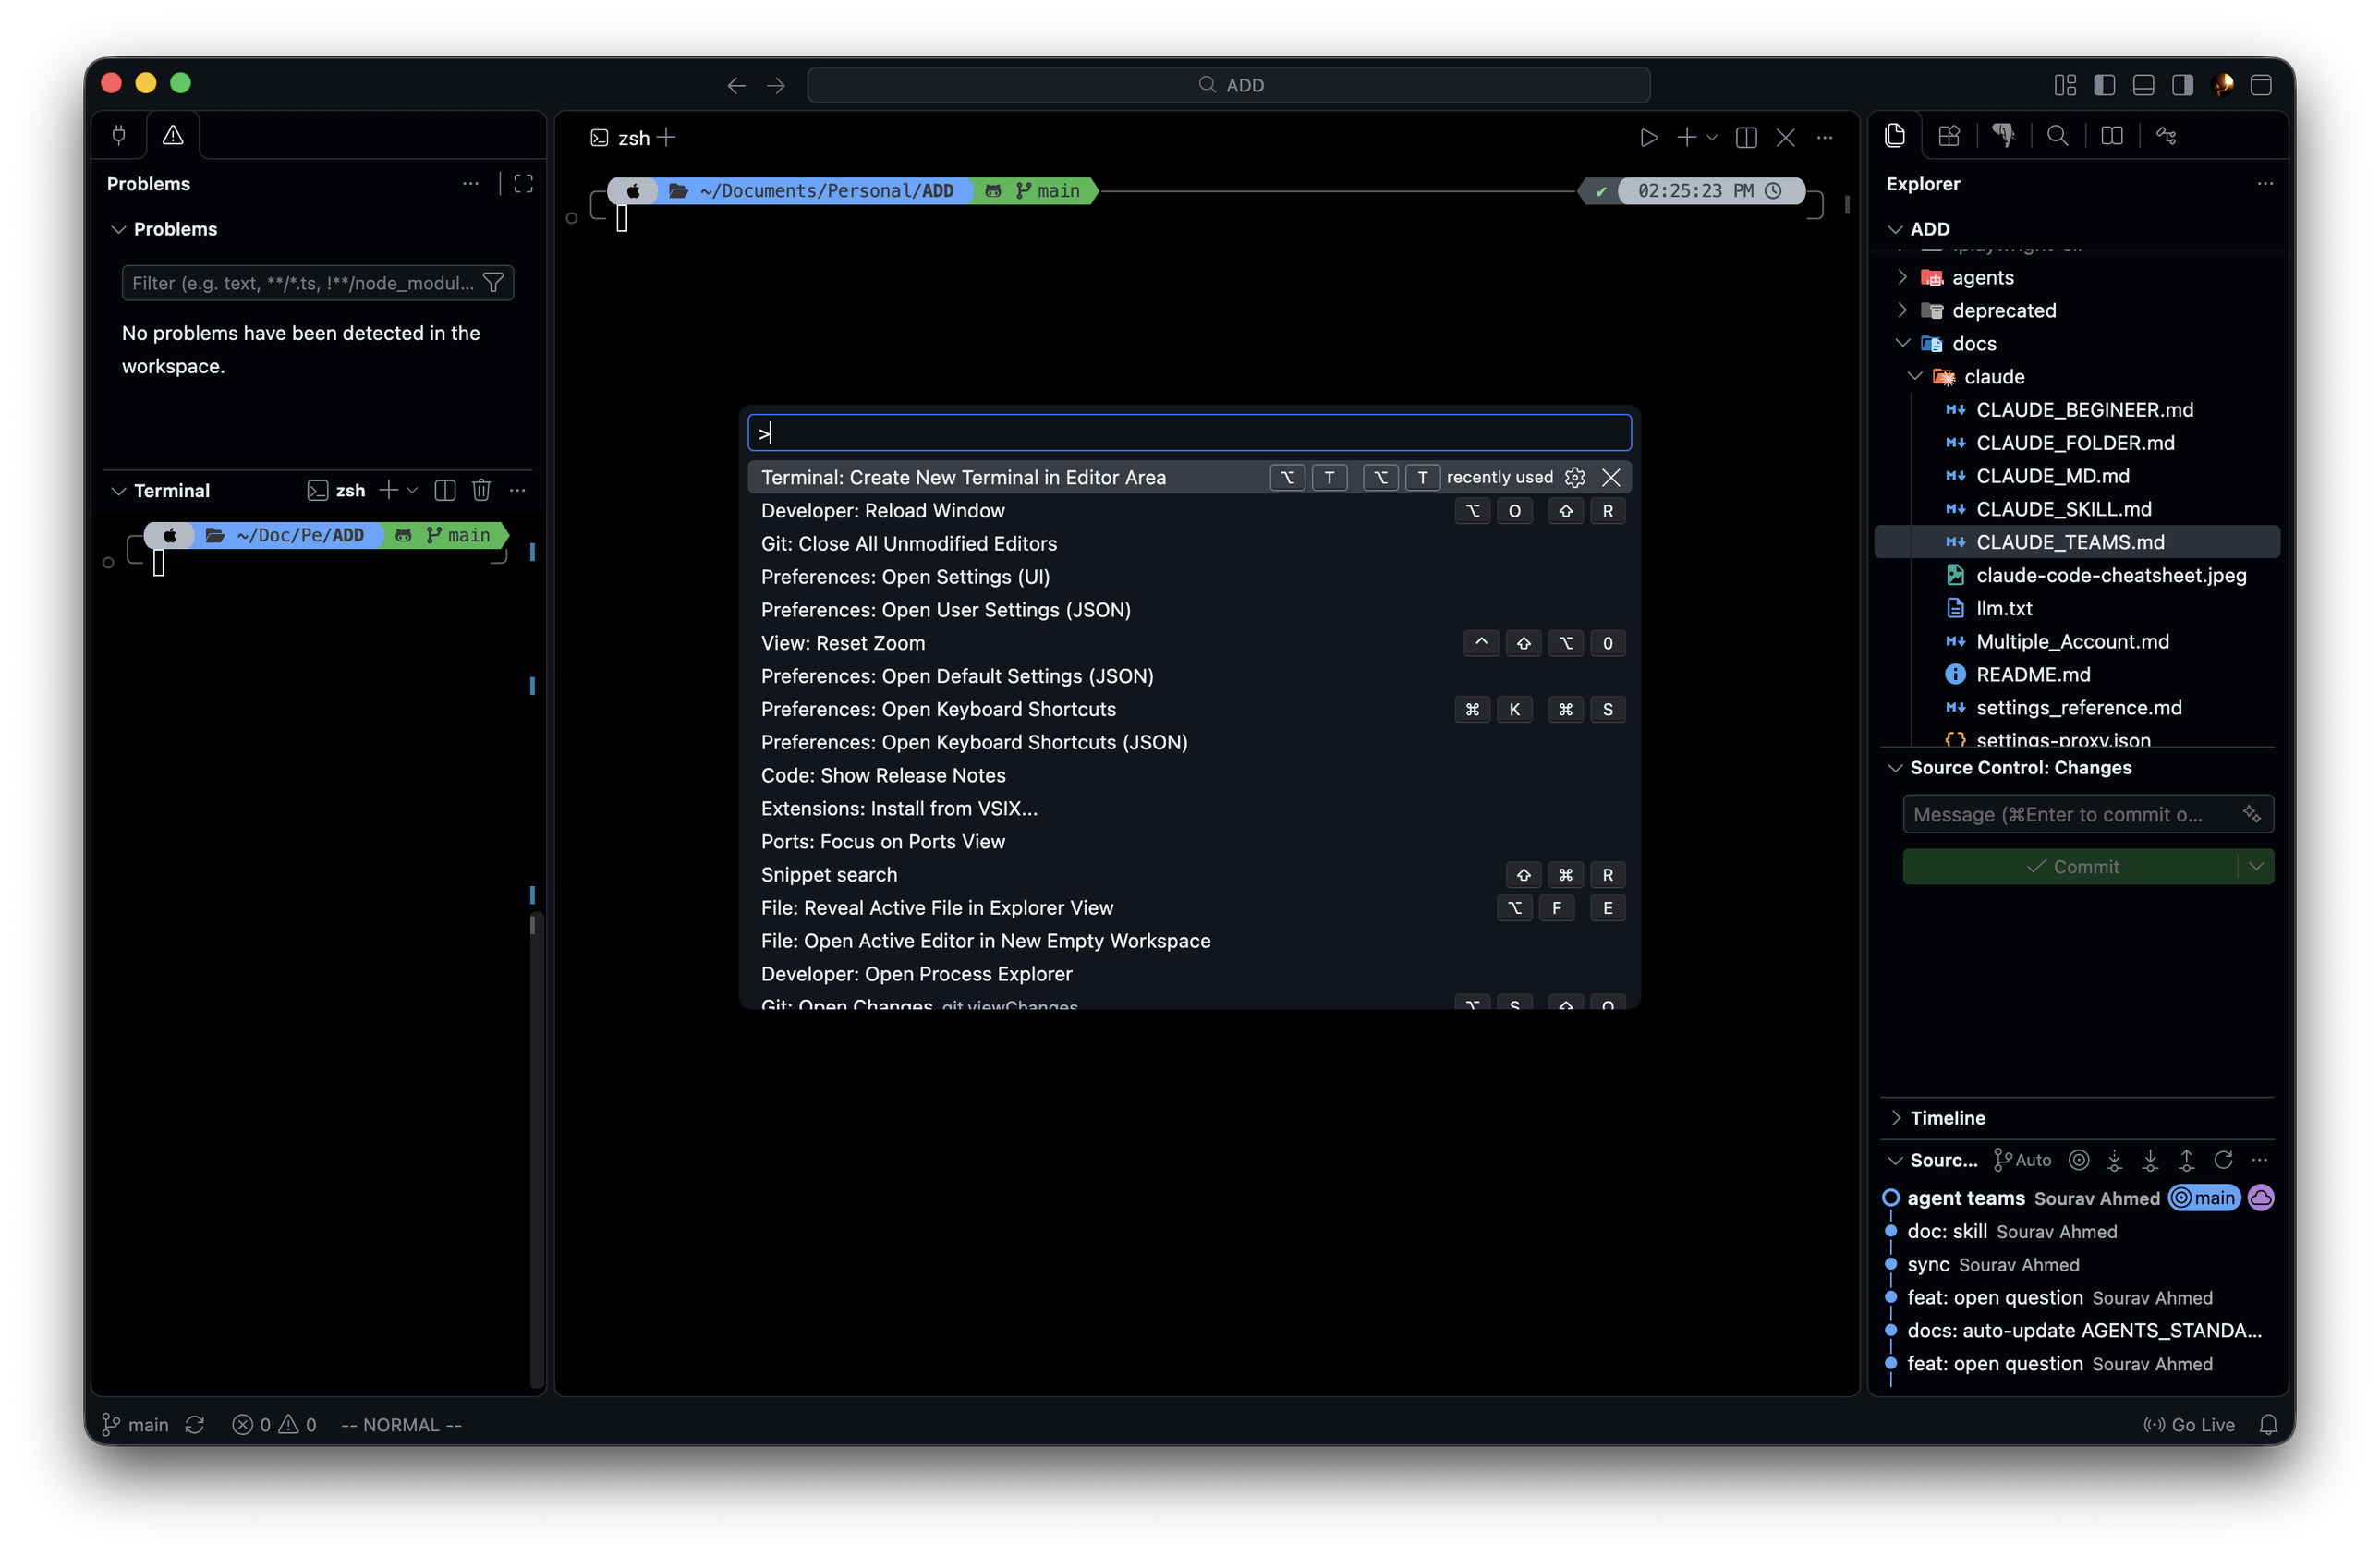 ADD
Problems
Problems
Filter (e.g. text, **/*.ts, !**/node_modul...
No problems have been detected in the
workspace.
Terminal
zsh
~/Doc/Pe/ADD main
zsh
~/Documents/Personal/ADD main
✔ 02:25:23 PM
>
Terminal: Create New Terminal in Editor Area ⌥ T ⌥ T recently used
Developer: Reload Window ⌥ O ⇧ R
Git: Close All Unmodified Editors
Preferences: Open Settings (UI)
Preferences: Open User Settings (JSON)
View: Reset Zoom ^ ⇧ ⌥ 0
Preferences: Open Default Settings (JSON)
Preferences: Open Keyboard Shortcuts ⌘ K ⌘ S
Preferences: Open Keyboard Shortcuts (JSON)
Code: Show Release Notes
Extensions: Install from VSIX...
Ports: Focus on Ports View
Snippet search ⇧ ⌘ R
File: Reveal Active File in Explorer View ⌥ F E
File: Open Active Editor in New Empty Workspace
Developer: Open Process Explorer
Git: Open Changes git.viewChanges ⌥ S ⇧
Explorer
ADD
agents
deprecated
docs
claude
CLAUDE_BEGINEER.md
CLAUDE_FOLDER.md
CLAUDE_MD.md
CLAUDE_SKILL.md
CLAUDE_TEAMS.md
claude-code-cheatsheet.jpeg
llm.txt
Multiple_Account.md
README.md
settings_reference.md
settings-proxy.json
Source Control: Changes
Message (⌘Enter to commit o...
Commit
Timeline
Sourc... Auto
agent teams Sourav Ahmed main
doc: skill Sourav Ahmed
sync Sourav Ahmed
feat: open question Sourav Ahmed
docs: auto-update AGENTS_STANDA...
feat: open question Sourav Ahmed
main 0 0 -- NORMAL --
Go Live